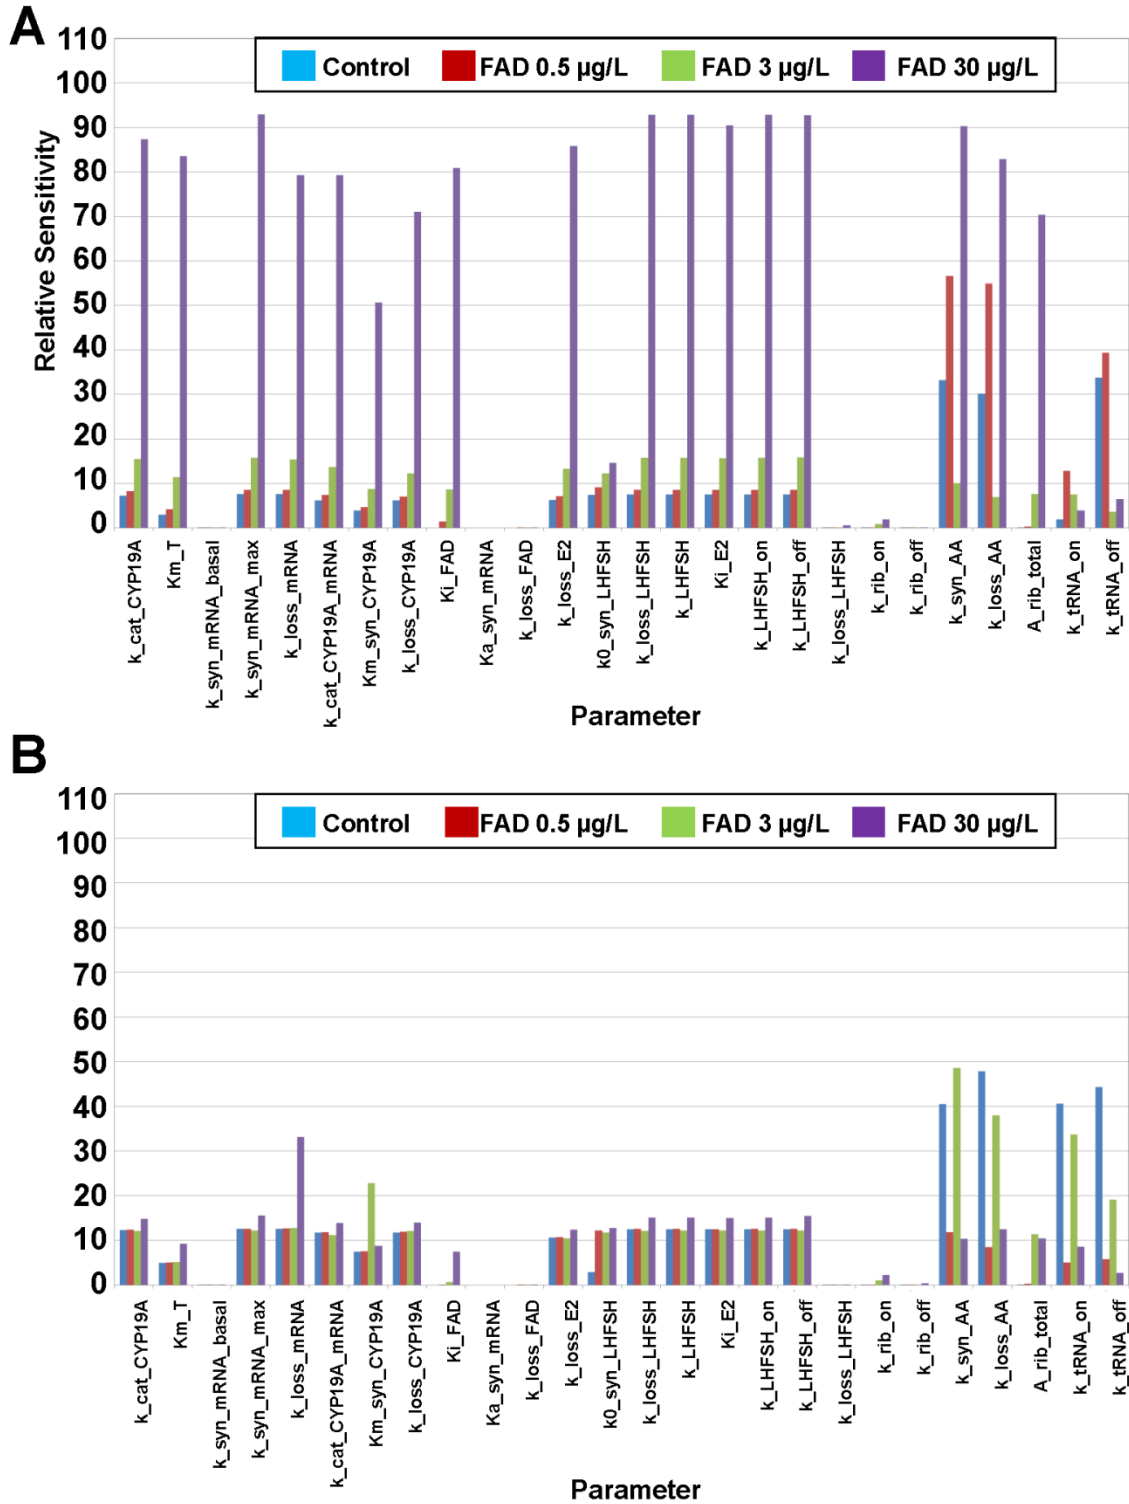 A
110
100
90
80
70
60
50
40
30
20
10
0
Relative Sensitivity
Control
FAD 0.5 µg/L
FAD 3 µg/L
FAD 30 µg/L
k_cat_CYP19A
Km_T
k_syn_mRNA_basal
k_syn_mRNA_max
k_loss_mRNA
k_cat_CYP19A_mRNA
Km_syn_CYP19A
k_loss_CYP19A
Ki_FAD
Ka_syn_mRNA
k_loss_FAD
k_loss_E2
k0_syn_LHFSH
k_loss_LHFSH
k_LHFSH
Ki_E2
k_LHFSH_on
k_LHFSH_off
k_loss_LHFSH
k_rib_on
k_rib_off
k_syn_AA
k_loss_AA
A_rib_total
k_tRNA_on
k_tRNA_off
Parameter
B
110
100
90
80
70
60
50
40
30
20
10
0
Control
FAD 0.5 µg/L
FAD 3 µg/L
FAD 30 µg/L
k_cat_CYP19A
Km_T
k_syn_mRNA_basal
k_syn_mRNA_max
k_loss_mRNA
k_cat_CYP19A_mRNA
Km_syn_CYP19A
k_loss_CYP19A
Ki_FAD
Ka_syn_mRNA
k_loss_FAD
k_loss_E2
k0_syn_LHFSH
k_loss_LHFSH
k_LHFSH
Ki_E2
k_LHFSH_on
k_LHFSH_off
k_loss_LHFSH
k_rib_on
k_rib_off
k_syn_AA
k_loss_AA
A_rib_total
k_tRNA_on
k_tRNA_off
Parameter